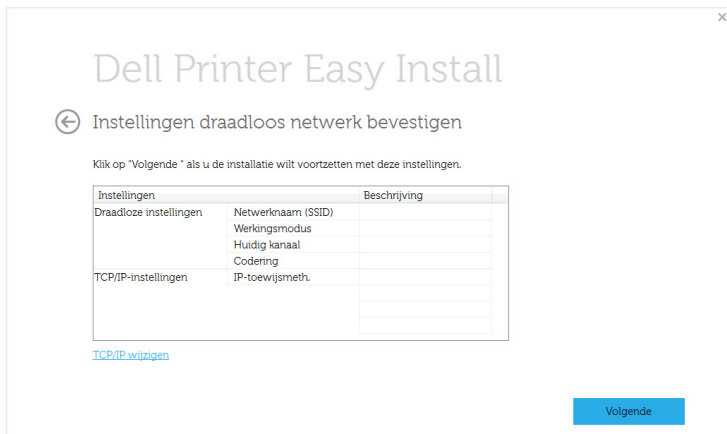 Dell Printer Easy Install
Instellingen draadloos netwerk bevestigen
Klik op "Volgende " als u de installatie wilt voortzetten met deze instellingen.
Instellingen Beschrijving
Draadloze instellingen Netwerknaam (SSID)
Werkingsmodus
Huidig kanaal
Codering
TCP/IP-instellingen IP-toewijsmeth.
TCP/IP wijzigen
Volgende